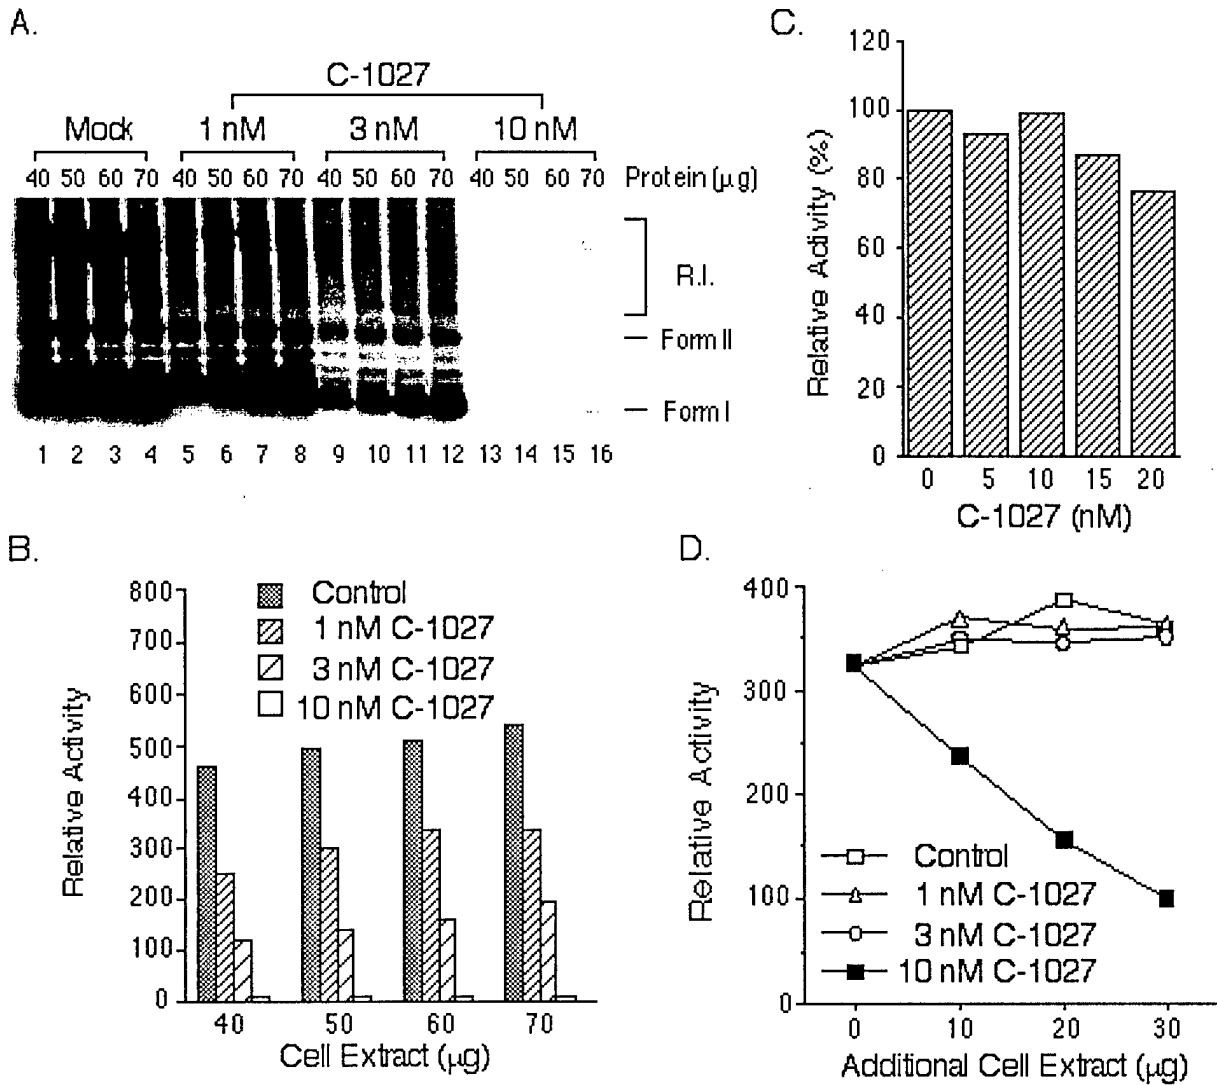 A.
C-1027
Mock 1 nM 3 nM 10 nM
40 50 60 70 40 50 60 70 40 50 60 70 Protein (μg) 40 50 60 70
R.I.
Form II
Form I
1 2 3 4 5 6 7 8 9 10 11 12 13 14 15 16
C.
Relative Activity (%)
120
100
80
60
40
20
0
0 5 10 15 20
C-1027 (nM)
B.
Relative Activity
800
700
600
500
400
300
200
100
0
Control
1 nM C-1027
3 nM C-1027
10 nM C-1027
40 50 60 70
Cell Extract (μg)
D.
Relative Activity
400
300
200
100
0
Control
1 nM C-1027
3 nM C-1027
10 nM C-1027
0 10 20 30
Additional Cell Extract (μg)